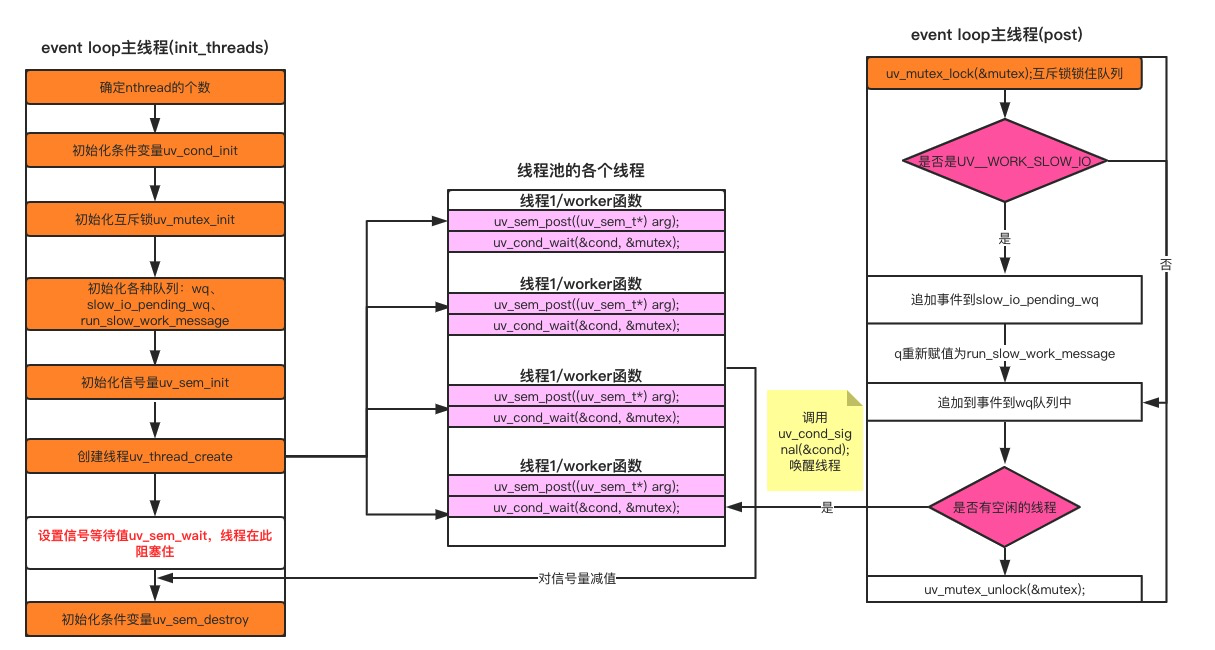 event loop主线程(init_threads)
确定nthread的个数
初始化条件变量uv_cond_init
初始化互斥锁uv_mutex_init
初始化各种队列：wq、
slow_io_pending_wq、
run_slow_work_message
初始化信号量uv_sem_init
创建线程uv_thread_create
设置信号等待值uv_sem_wait，线程在此
阻塞住
初始化条件变量uv_sem_destroy
线程池的各个线程
线程1/worker函数
uv_sem_post((uv_sem_t*) arg);
uv_cond_wait(&cond, &mutex);
线程1/worker函数
uv_sem_post((uv_sem_t*) arg);
uv_cond_wait(&cond, &mutex);
线程1/worker函数
uv_sem_post((uv_sem_t*) arg);
uv_cond_wait(&cond, &mutex);
线程1/worker函数
uv_sem_post((uv_sem_t*) arg);
uv_cond_wait(&cond, &mutex);
对信号量减值
调用
uv_cond_sig
nal(&cond);
唤醒线程
event loop主线程(post)
uv_mutex_lock(&mutex);互斥锁锁住队列
是否是UV__WORK_SLOW_IO
是
否
追加事件到slow_io_pending_wq
q重新赋值为run_slow_work_message
追加到事件到wq队列中
是否有空闲的线程
是
uv_mutex_unlock(&mutex);